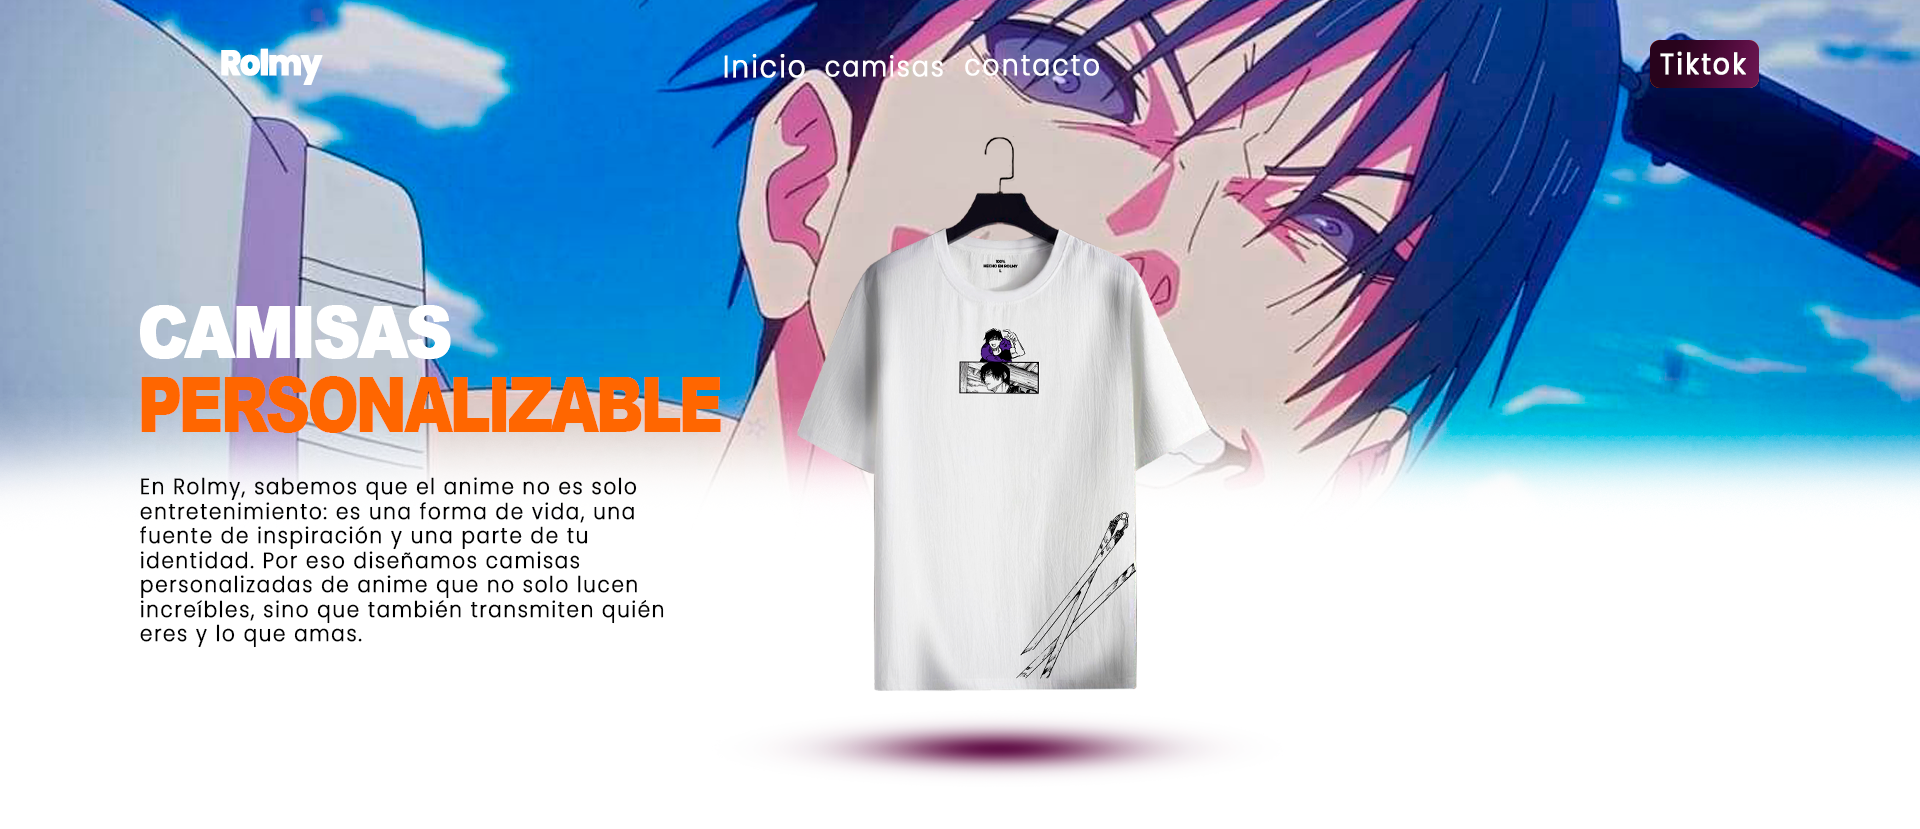 Rolmy
Inicio camisas contacto
Tiktok
100%
HECHO EN ROLMY
L
CAMISAS
PERSONALIZABLE
En Rolmy, sabemos que el anime no es solo
entretenimiento: es una forma de vida, una
fuente de inspiración y una parte de tu
identidad. Por eso diseñamos camisas
personalizadas de anime que no solo lucen
increíbles, sino que también transmiten quién
eres y lo que amas.